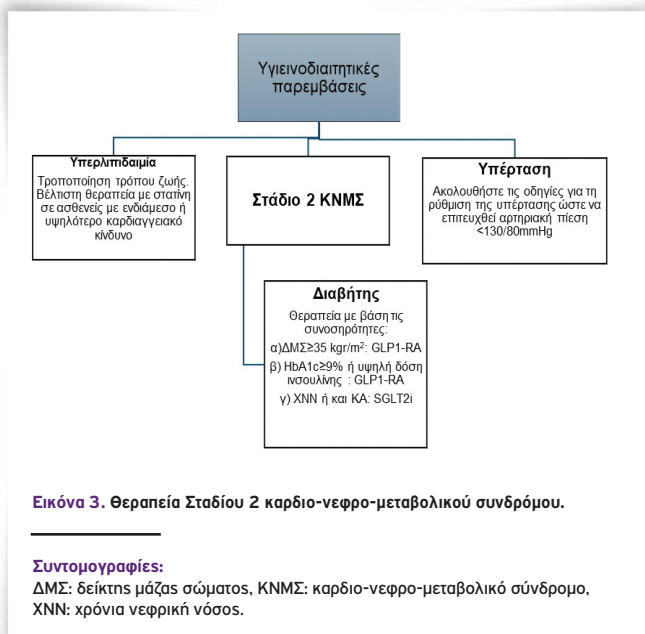 Υγιεινοδιαιτητικές
παρεμβάσεις
Υπερλιπιδαιμία
Τροποποίηση τρόπου ζωής.
Βέλτιστη θεραπεία με στατίνη
σε ασθενείς με ενδιάμεσο ή
υψηλότερο καρδιαγγειακό
κίνδυνο
Στάδιο 2 ΚΝΜΣ
Υπέρταση
Ακολουθήστε τις οδηγίες για τη
ρύθμιση της υπέρτασης ώστε να
επιτευχθεί αρτηριακή πίεση
<130/80mmHg
Διαβήτης
Θεραπεία με βάση τις
συνοσηρότητες:
α)ΔΜΣ≥35 kgr/m²: GLP1-RA
β) HbA1c≥9% ή υψηλή δόση
ινσουλίνης : GLP1-RA
γ) ΧΝΝ ή και ΚΑ: SGLT2i
Εικόνα 3. Θεραπεία Σταδίου 2 καρδιο-νεφρο-μεταβολικού συνδρόμου.
Συντομογραφίες:
ΔΜΣ: δείκτης μάζας σώματος, ΚΝΜΣ: καρδιο-νεφρο-μεταβολικό σύνδρομο,
ΧΝΝ: χρόνια νεφρική νόσος.